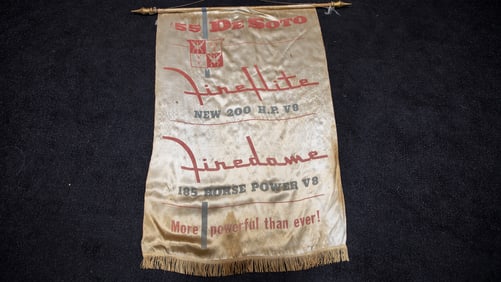 '55 De Soto
Fireflite
NEW 200 H.P. V8
Firedome
185 HORSE POWER V8
More powerful than ever!